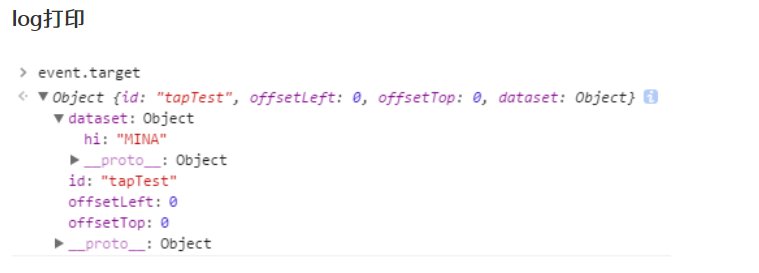 log打印
> event.target
<· ▼Object {id: "tapTest", offsetLeft: 0, offsetTop: 0, dataset: Object} i
▼dataset: Object
hi: "MINA"
▶__proto__: Object
id: "tapTest"
offsetLeft: 0
offsetTop: 0
▶__proto__: Object